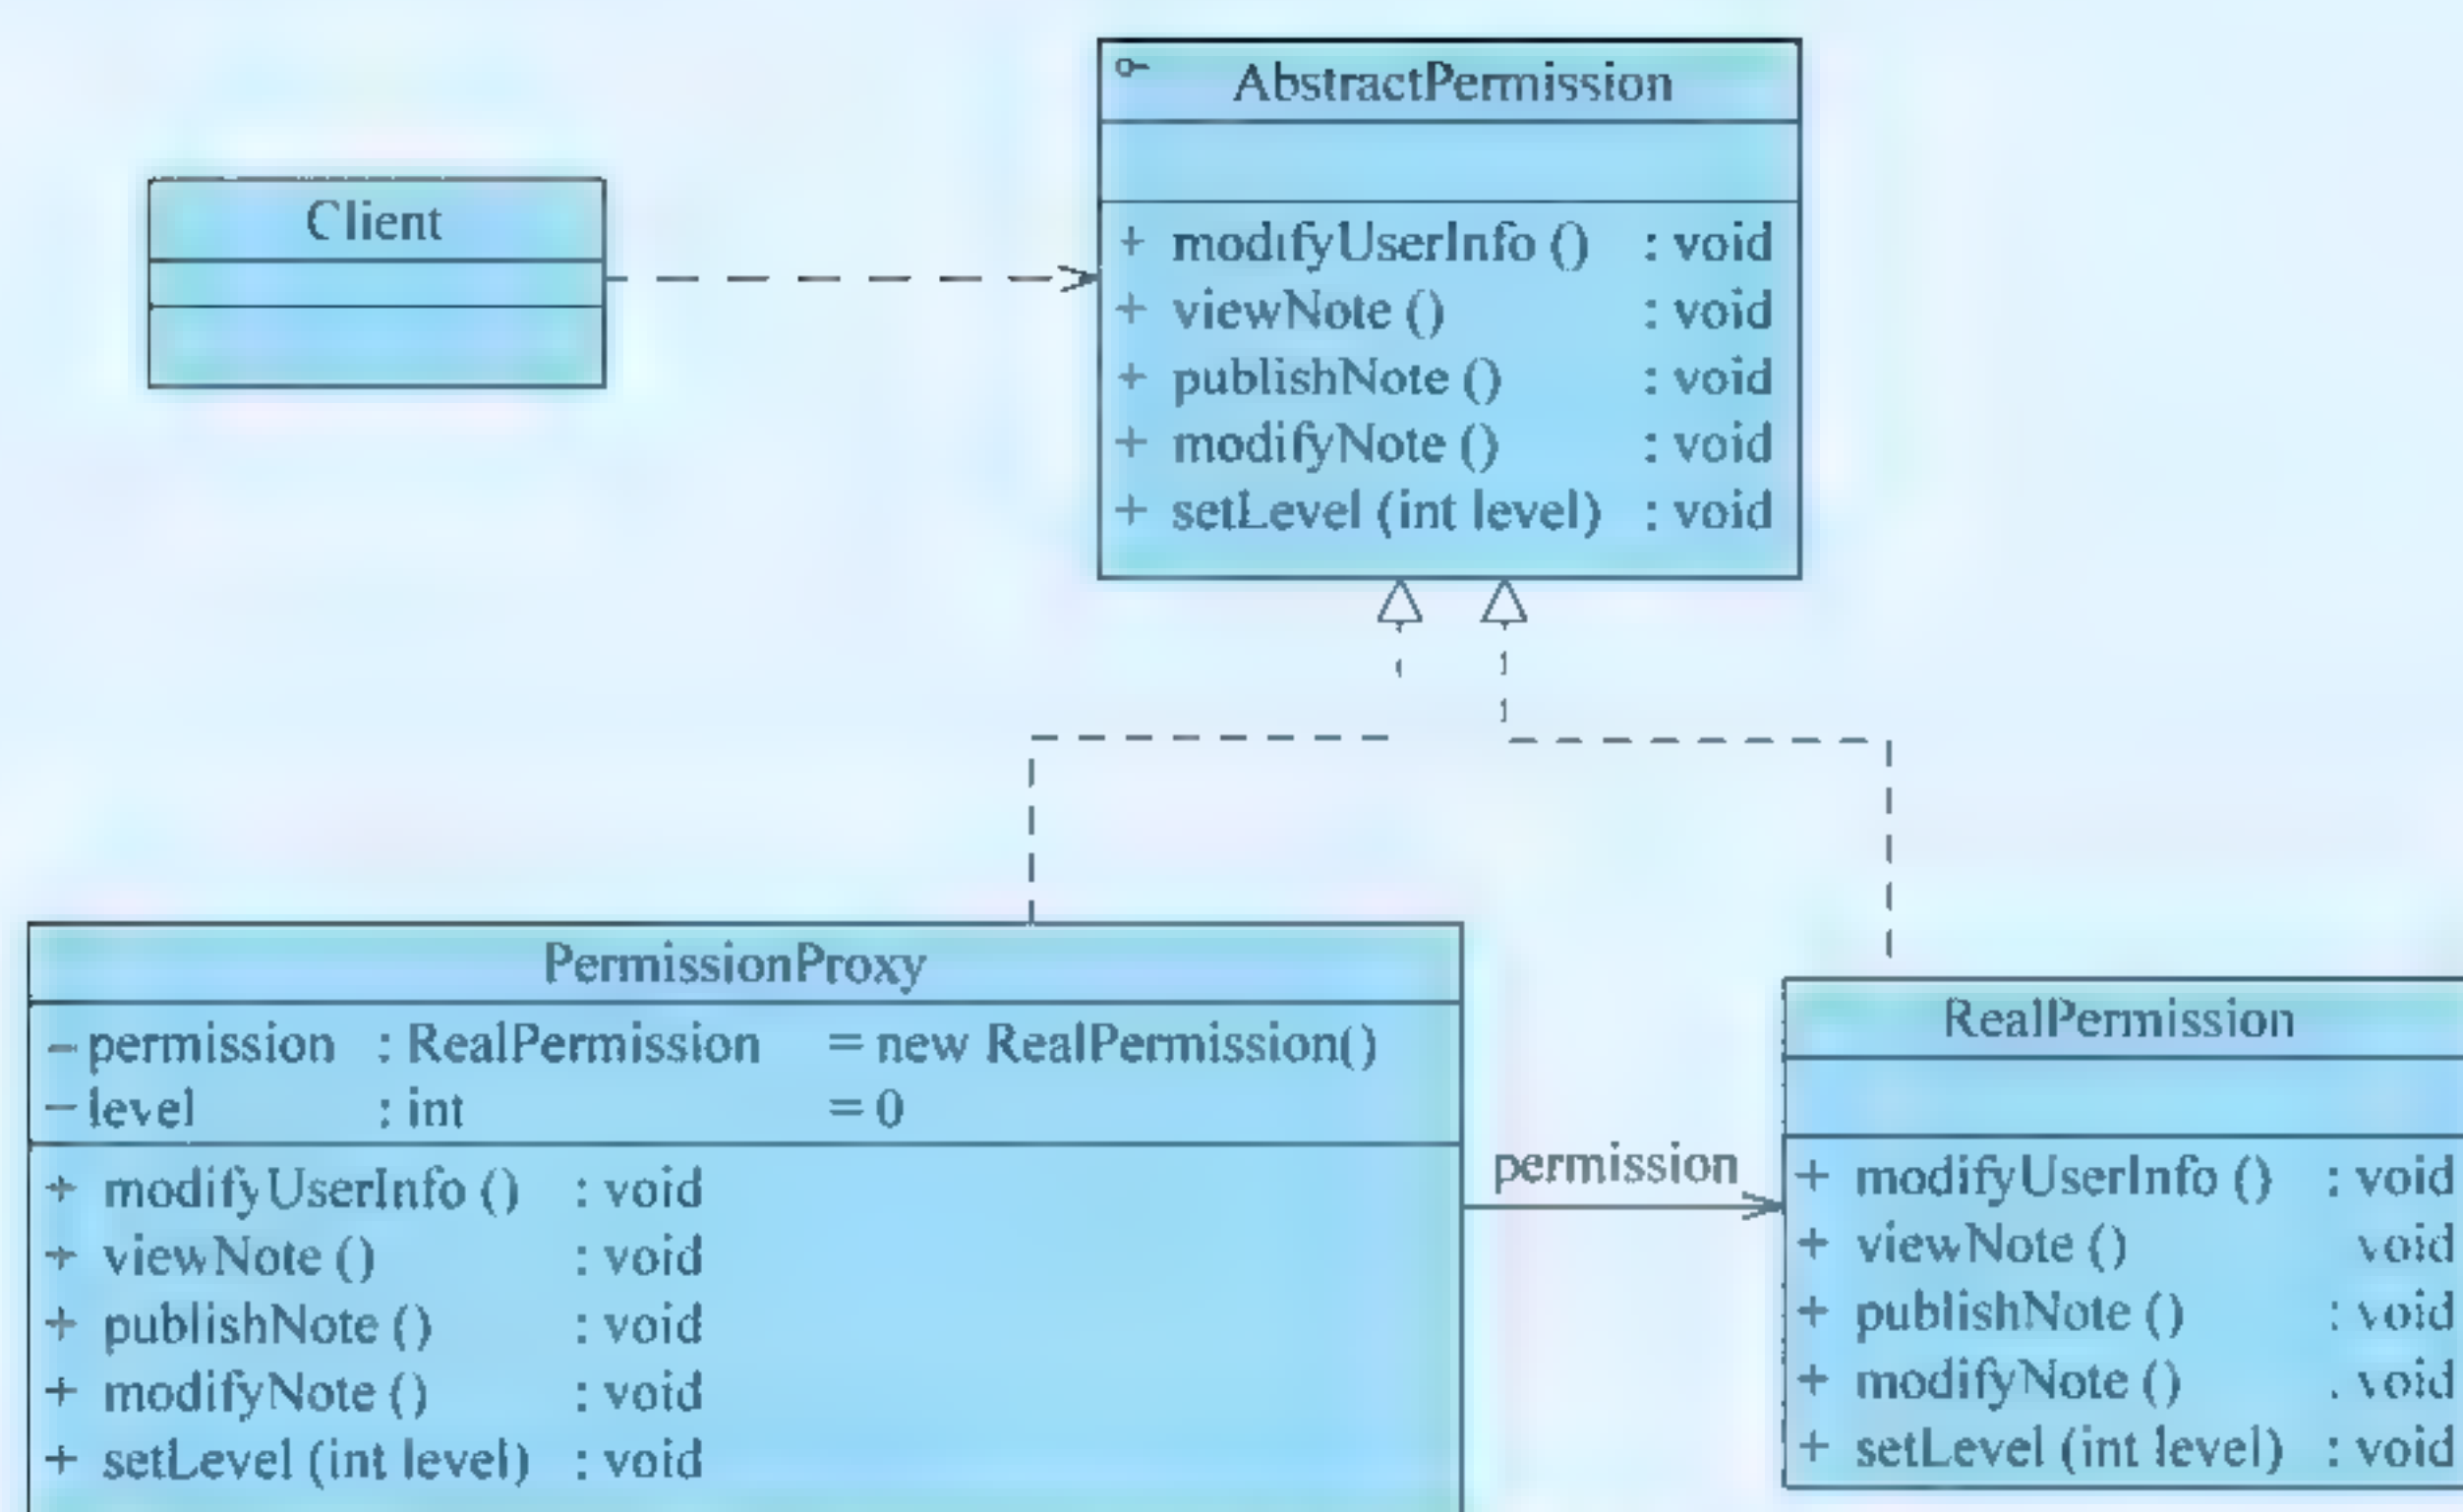 AbstractPermission
+ modifyUserInfo () : void
+ viewNote () : void
+ publishNote () : void
+ modifyNote () : void
+ setLevel (int level) : void
Client
PermissionProxy
- permission : RealPermission = new RealPermission()
- level : int = 0
+ modifyUserInfo () : void
+ viewNote () : void
+ publishNote () : void
+ modifyNote () : void
+ setLevel (int level) : void
permission
RealPermission
+ modifyUserInfo () : void
+ viewNote () void
+ publishNote () : void
+ modifyNote () . void
+ setLevel (int level) : void